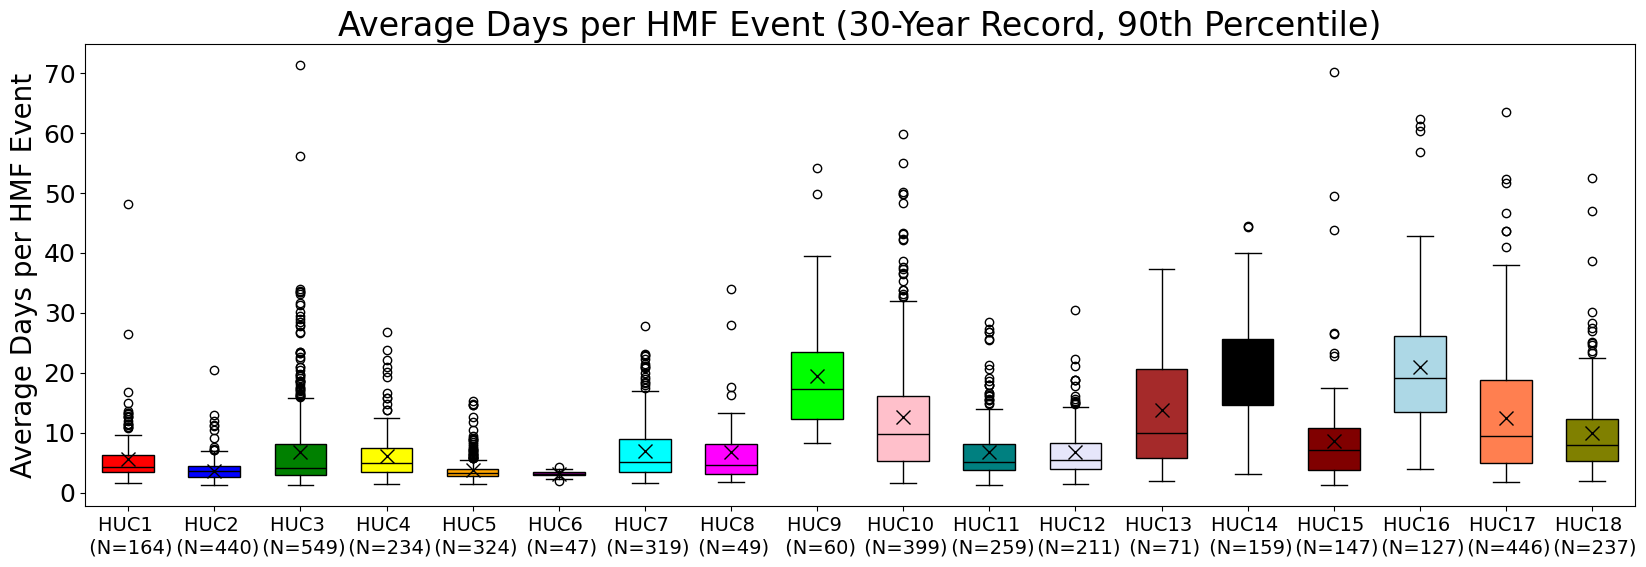 Average Days per HMF Event (30-Year Record, 90th Percentile)
Average Days per HMF Event
70
60
50
40
30
20
10
0
HUC1 HUC2 HUC3 HUC4 HUC5 HUC6 HUC7 HUC8 HUC9 HUC10 HUC11 HUC12 HUC13 HUC14 HUC15 HUC16 HUC17 HUC18
(N=164) (N=440) (N=549) (N=234) (N=324) (N=47) (N=319) (N=49) (N=60) (N=399) (N=259) (N=211) (N=71) (N=159) (N=147) (N=127) (N=446) (N=237)